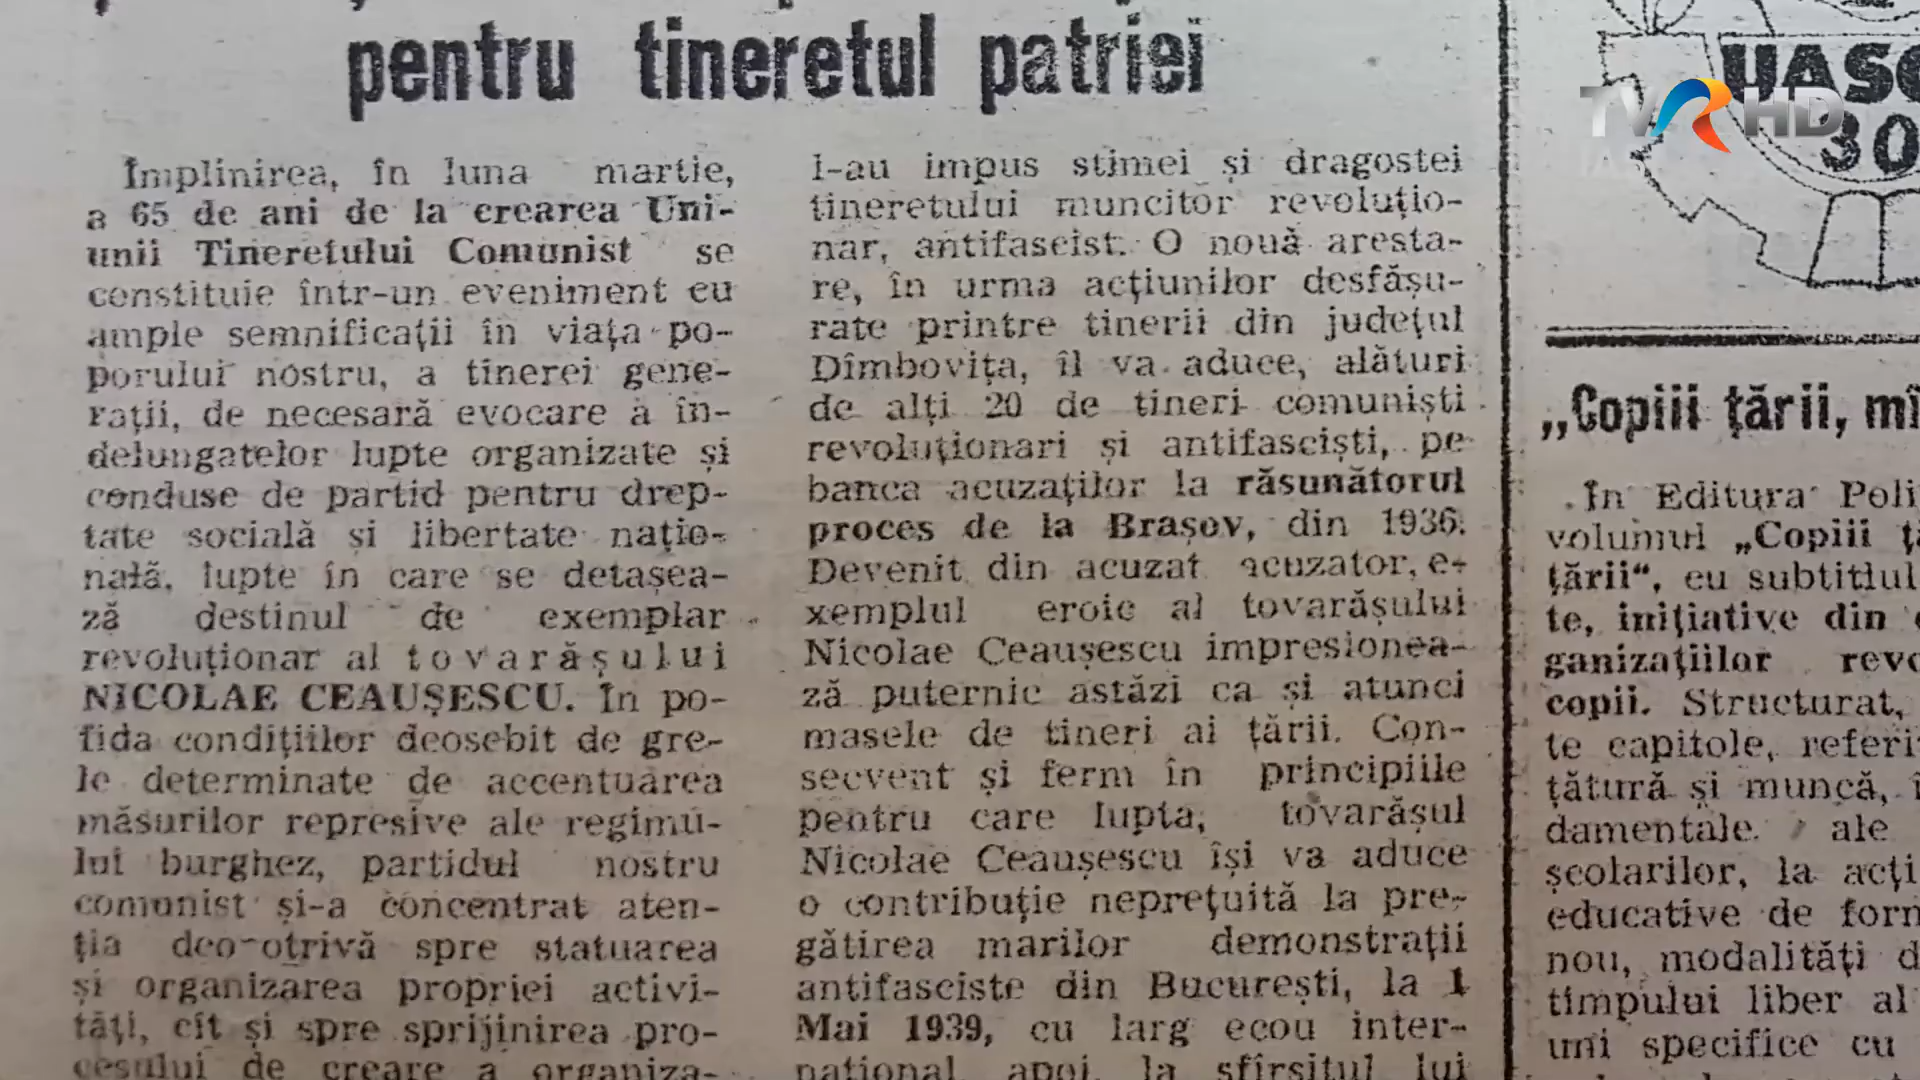 pentru tineretul patriei
Împlinirea, în luna martie,
a 65 de ani de la crearea Uni-
unii Tineretului Comunist se
constituie într-un eveniment cu
ample semnificații în viața po-
porului nostru, a tinerei gene-
rații, de necesară evocare a în-
delungatelor lupte organizate și
conduse de partid pentru drep-
tate socială și libertate națio-
nală, lupte în care se detașea-
ză destinul de exemplar
revoluționar al tovarășului
NICOLAE CEAUȘESCU. În po-
fida condițiilor deosebit de gre-
le determinate de accentuarea
măsurilor represive ale regimu-
lui burghez, partidul nostru
comunist și-a concentrat aten-
ția deo-otrivă spre statuarea
și organizarea propriei activi-
tăți, cît și spre sprijinirea pro-
cesului de creare a organiza-
l-au impus stimei și dragostei
tineretului muncitor revoluțio-
nar, antifascist. O nouă aresta-
re, în urma acțiunilor desfășu-
rate printre tinerii din județul
Dîmbovița, îl va aduce, alături
de alți 20 de tineri comuniști
revoluționari și antifasciști, pe
banca acuzaților la răsunătorul
proces de la Brașov, din 1936.
Devenit din acuzat acuzator, e-
xemplul eroic al tovarășului
Nicolae Ceaușescu impresionea-
ză puternic astăzi ca și atunci
masele de tineri ai țării. Con-
secvent și ferm în principiile
pentru care lupta, tovarășul
Nicolae Ceaușescu își va aduce
o contribuție neprețuită la pre-
gătirea marilor demonstrații
antifasciste din București, la 1
Mai 1939, cu larg ecou inter-
național, apoi, la sfîrșitul lui
TVR HD
30
„Copiii țării, mî
În Editura Poli
volumul „Copiii ț
țării“, cu subtitlul
te, inițiative din
ganizațiilor revo
copii. Structurat,
te capitole, referi
țătură și muncă, î
damentale ale
școlarilor, la acți
educative de form
nou, modalități d
timpului liber al
uni specifice cu